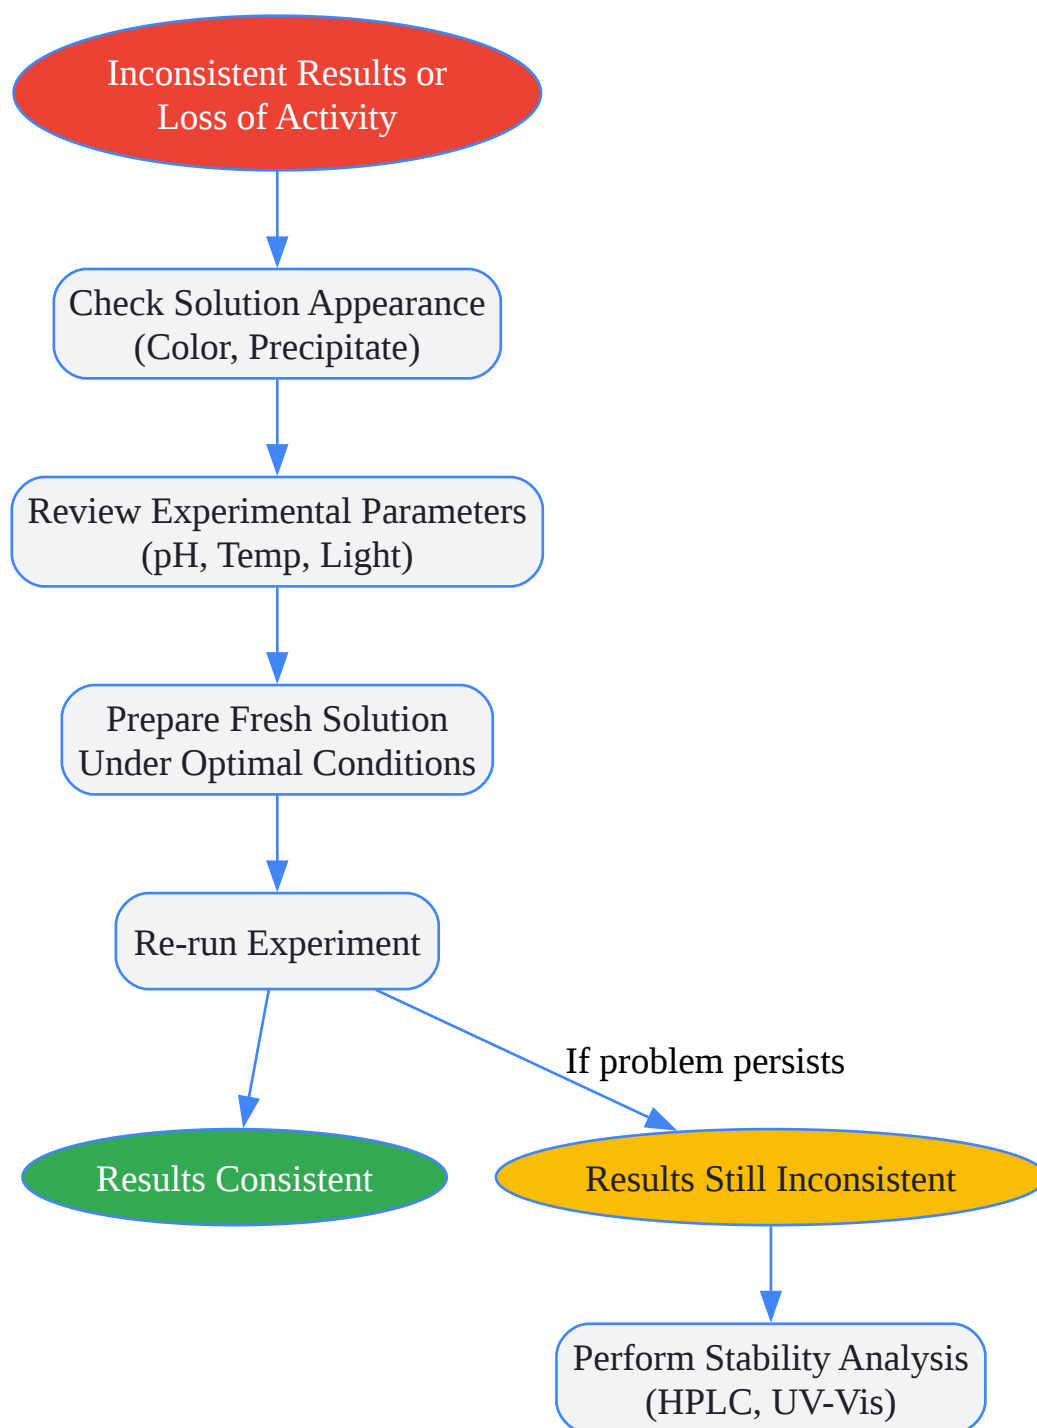 Inconsistent Results or
Loss of Activity
Check Solution Appearance
(Color, Precipitate)
Review Experimental Parameters
(pH, Temp, Light)
Prepare Fresh Solution
Under Optimal Conditions
Re-run Experiment
If problem persists
Results Consistent
Results Still Inconsistent
Perform Stability Analysis
(HPLC, UV-Vis)